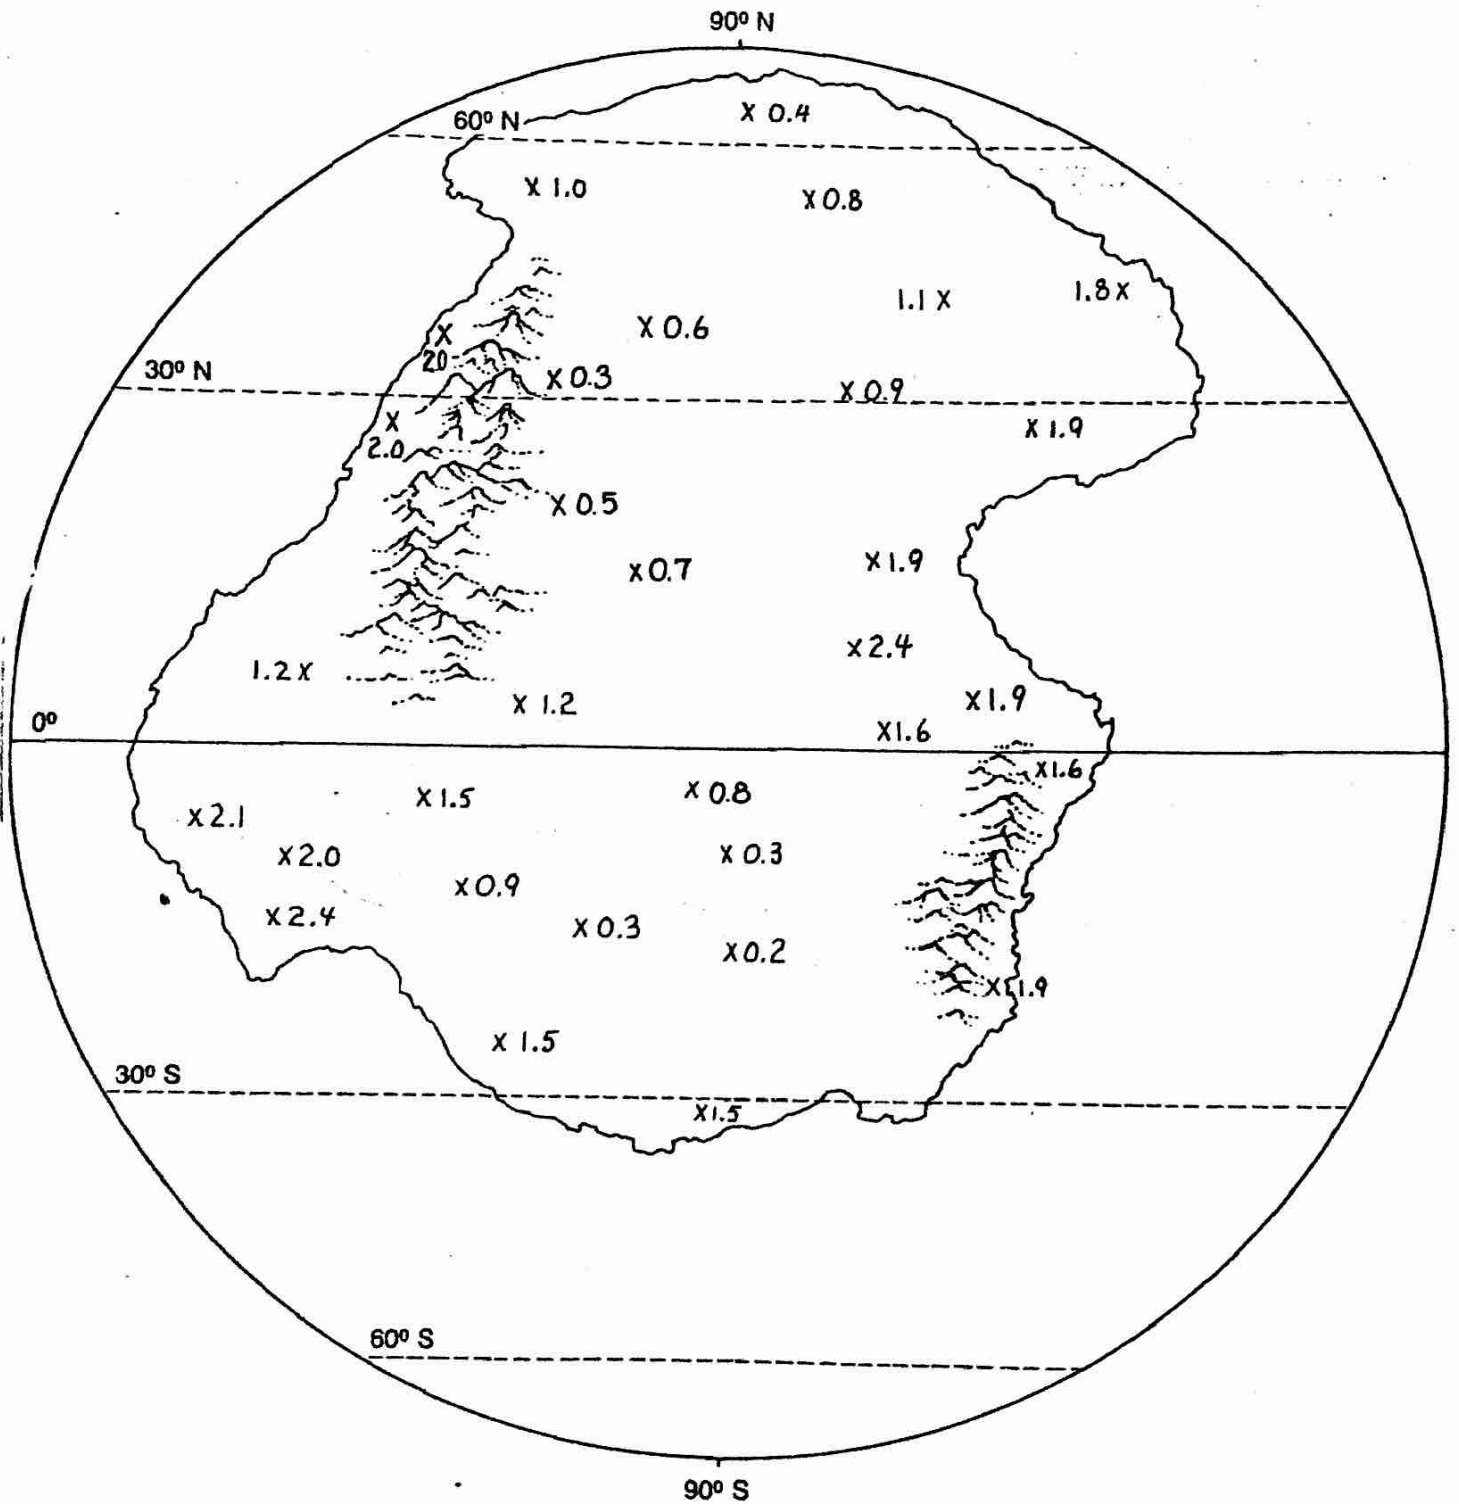 90° N
X 0.4
60° N
X 1.0
X 0.8
1.1 X
1.8 X
X 0.6
X
20
30° N
X 0.3
X 0.9
X
2.0
X 1.9
X 0.5
X 1.9
X 0.7
X 2.4
1.2 X
X 1.2
X 1.9
0°
X 1.6
X 1.6
X 1.5
X 0.8
X 2.1
X 2.0
X 0.3
X 0.9
X 2.4
X 0.3
X 0.2
X 1.9
X 1.5
30° S
X 1.5
60° S
90° S